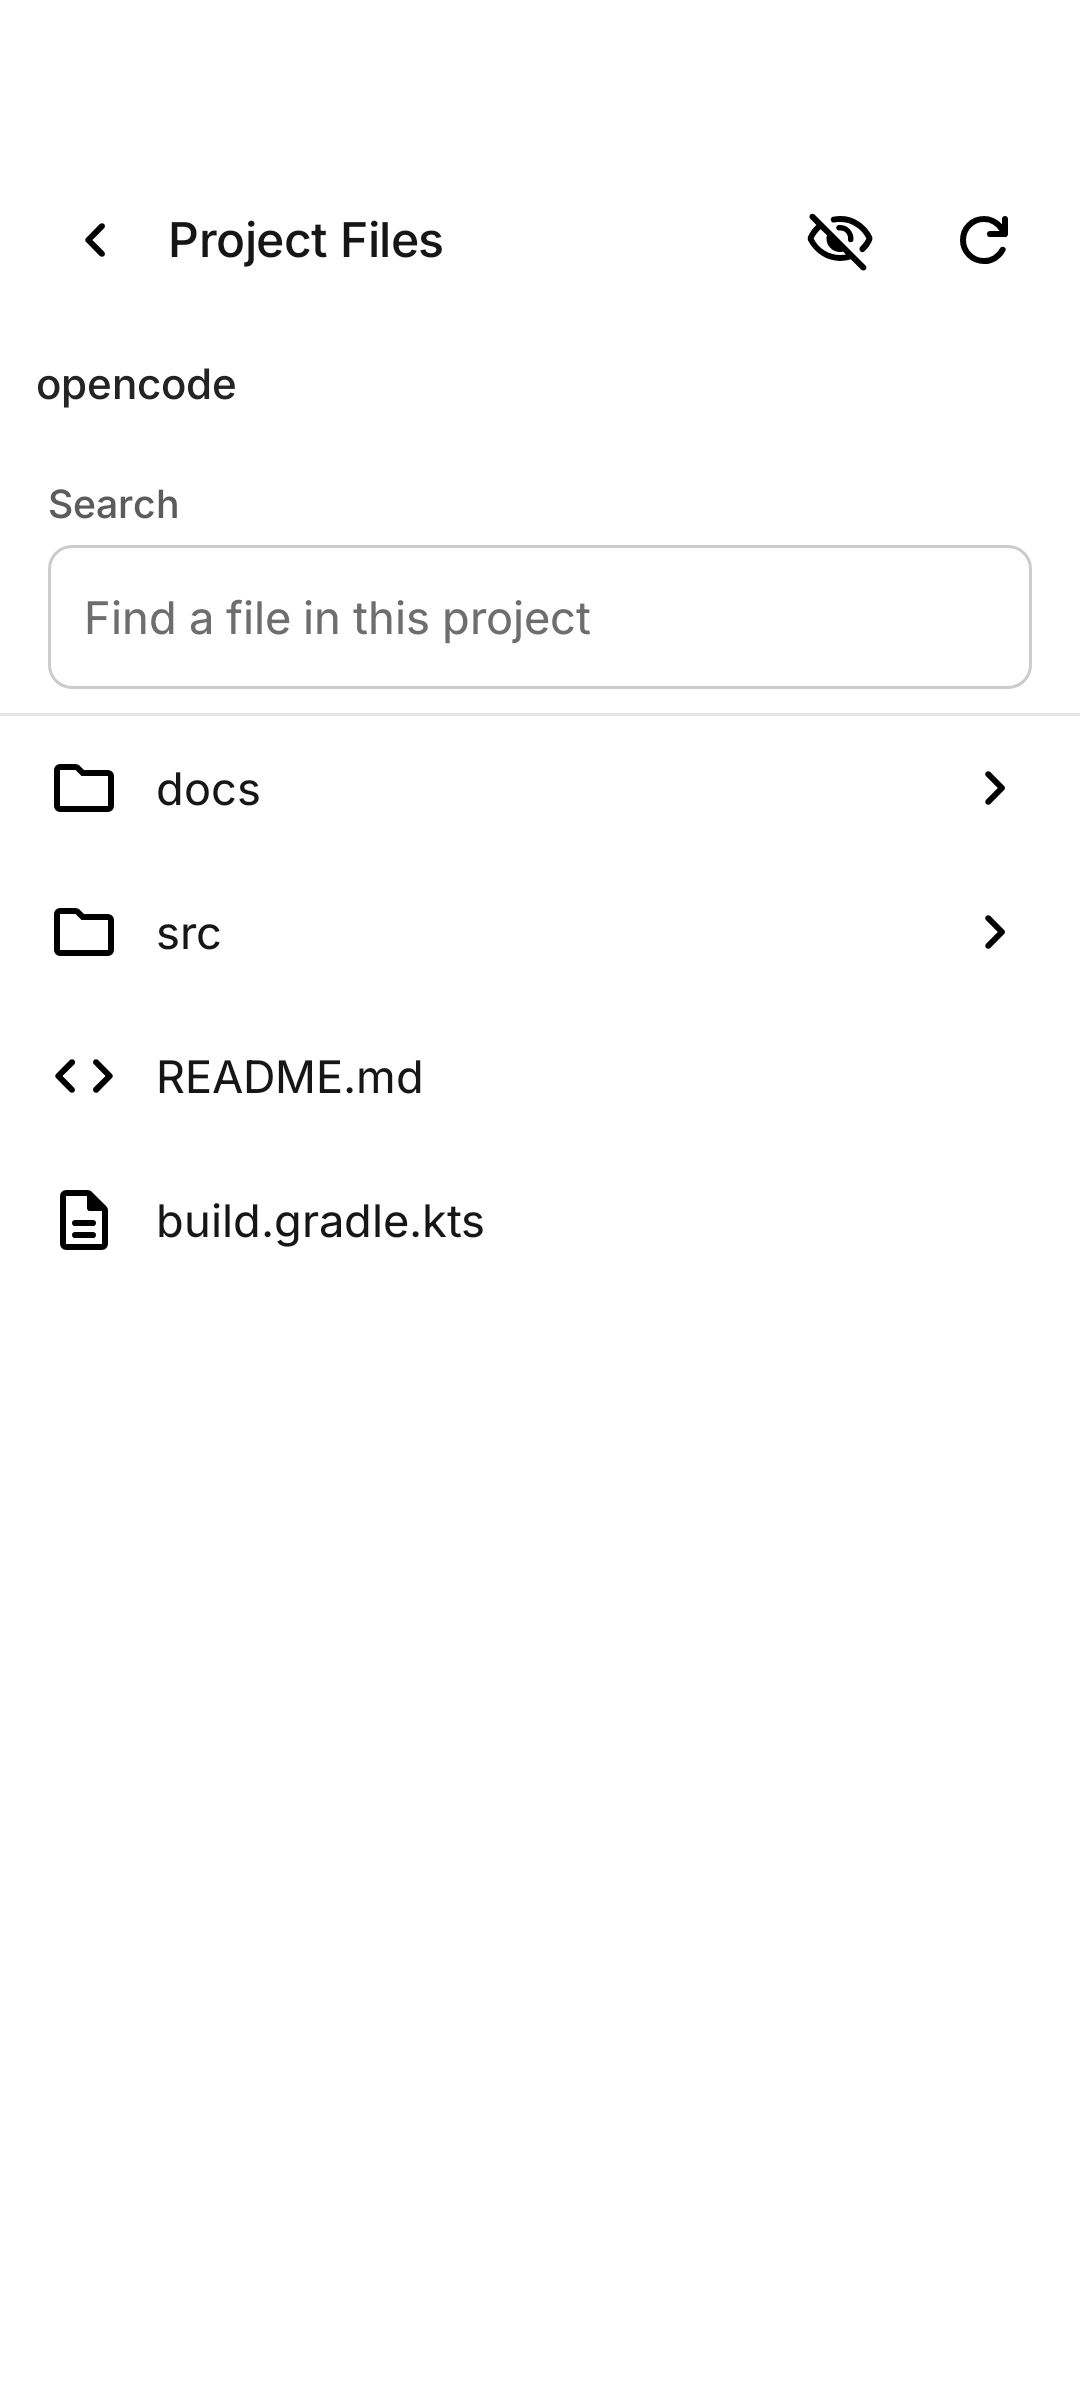 Project Files
opencode
Search
Find a file in this project
docs
src
README.md
build.gradle.kts